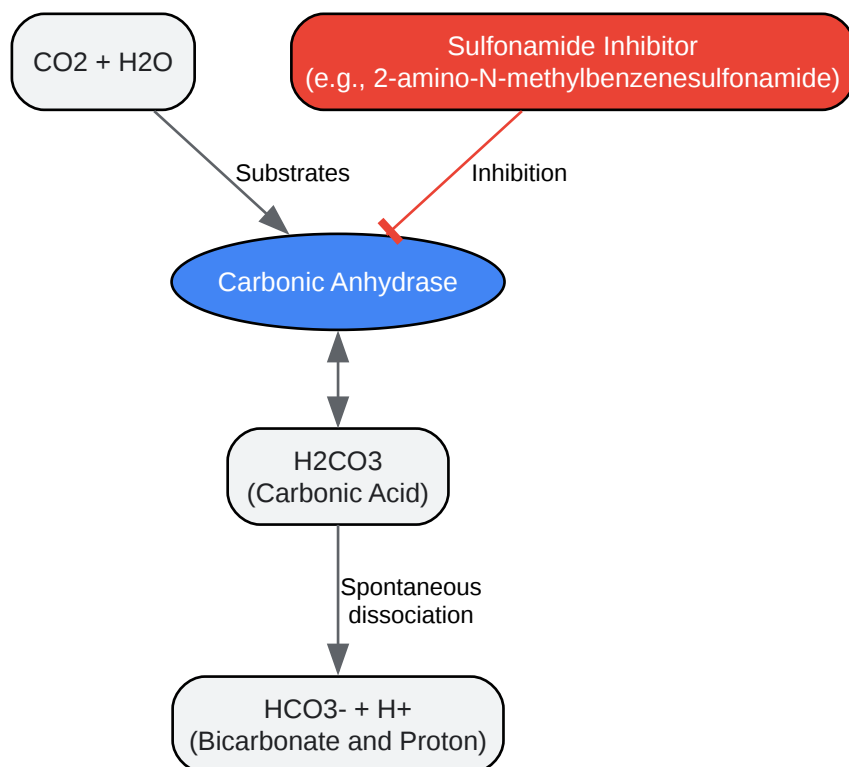 CO2 + H2O
Sulfonamide Inhibitor
(e.g., 2-amino-N-methylbenzenesulfonamide)
Substrates
Inhibition
Carbonic Anhydrase
H2CO3
(Carbonic Acid)
Spontaneous
dissociation
HCO3- + H+
(Bicarbonate and Proton)